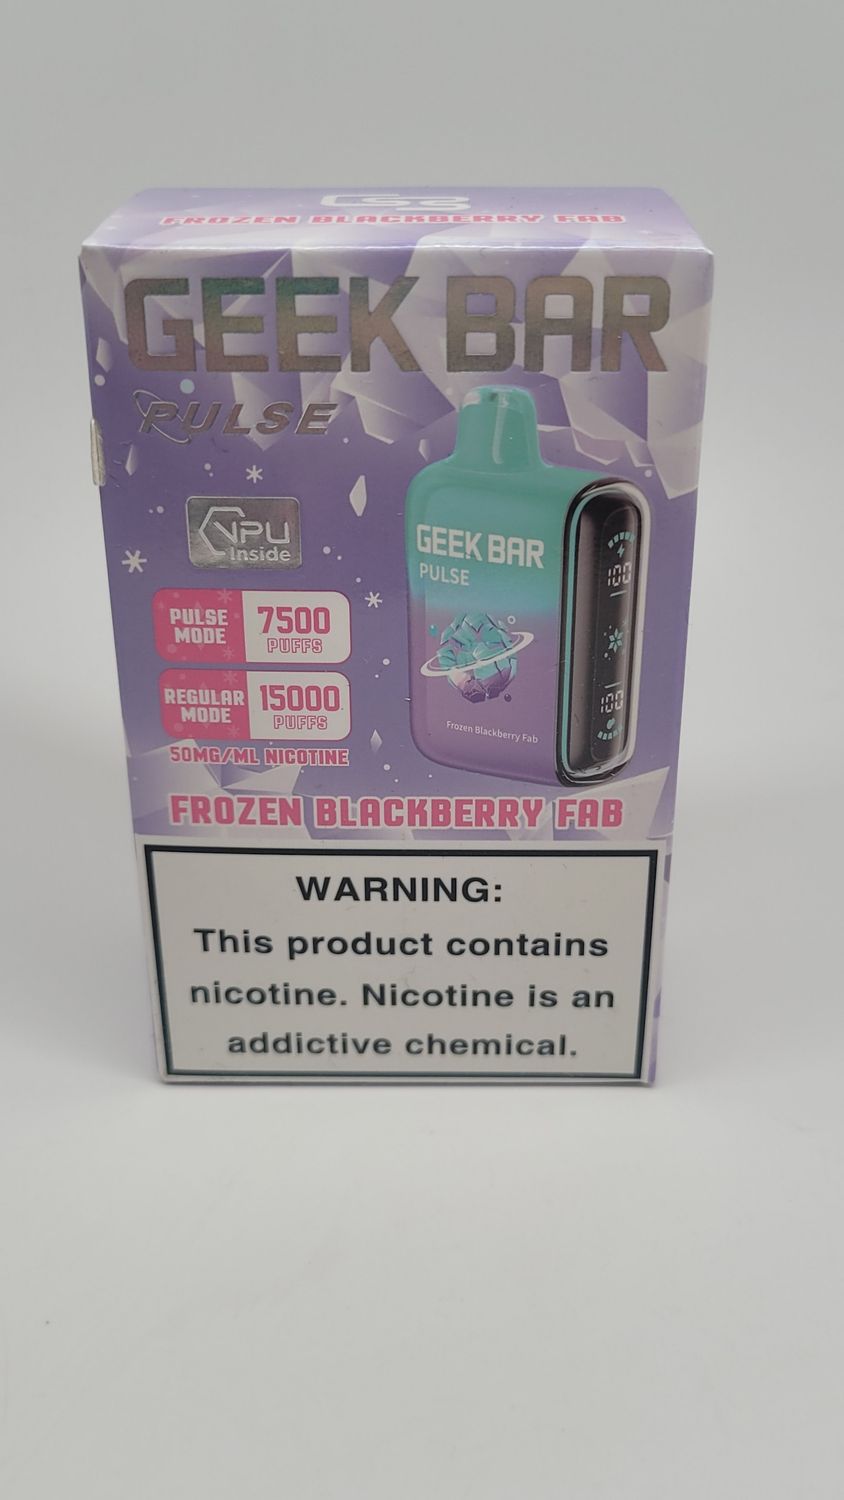 FROZEN BLACKBERRY FAB
GEEK BAR
PULSE
VPU
Inside
PULSE
MODE
7500
PUFFS
REGULAR
MODE
15000
PUFFS
50MG/ML NICOTINE
GEEK BAR
PULSE
100
100
Frozen Blackberry Fab
FROZEN BLACKBERRY FAB
WARNING:
This product contains
nicotine. Nicotine is an
addictive chemical.